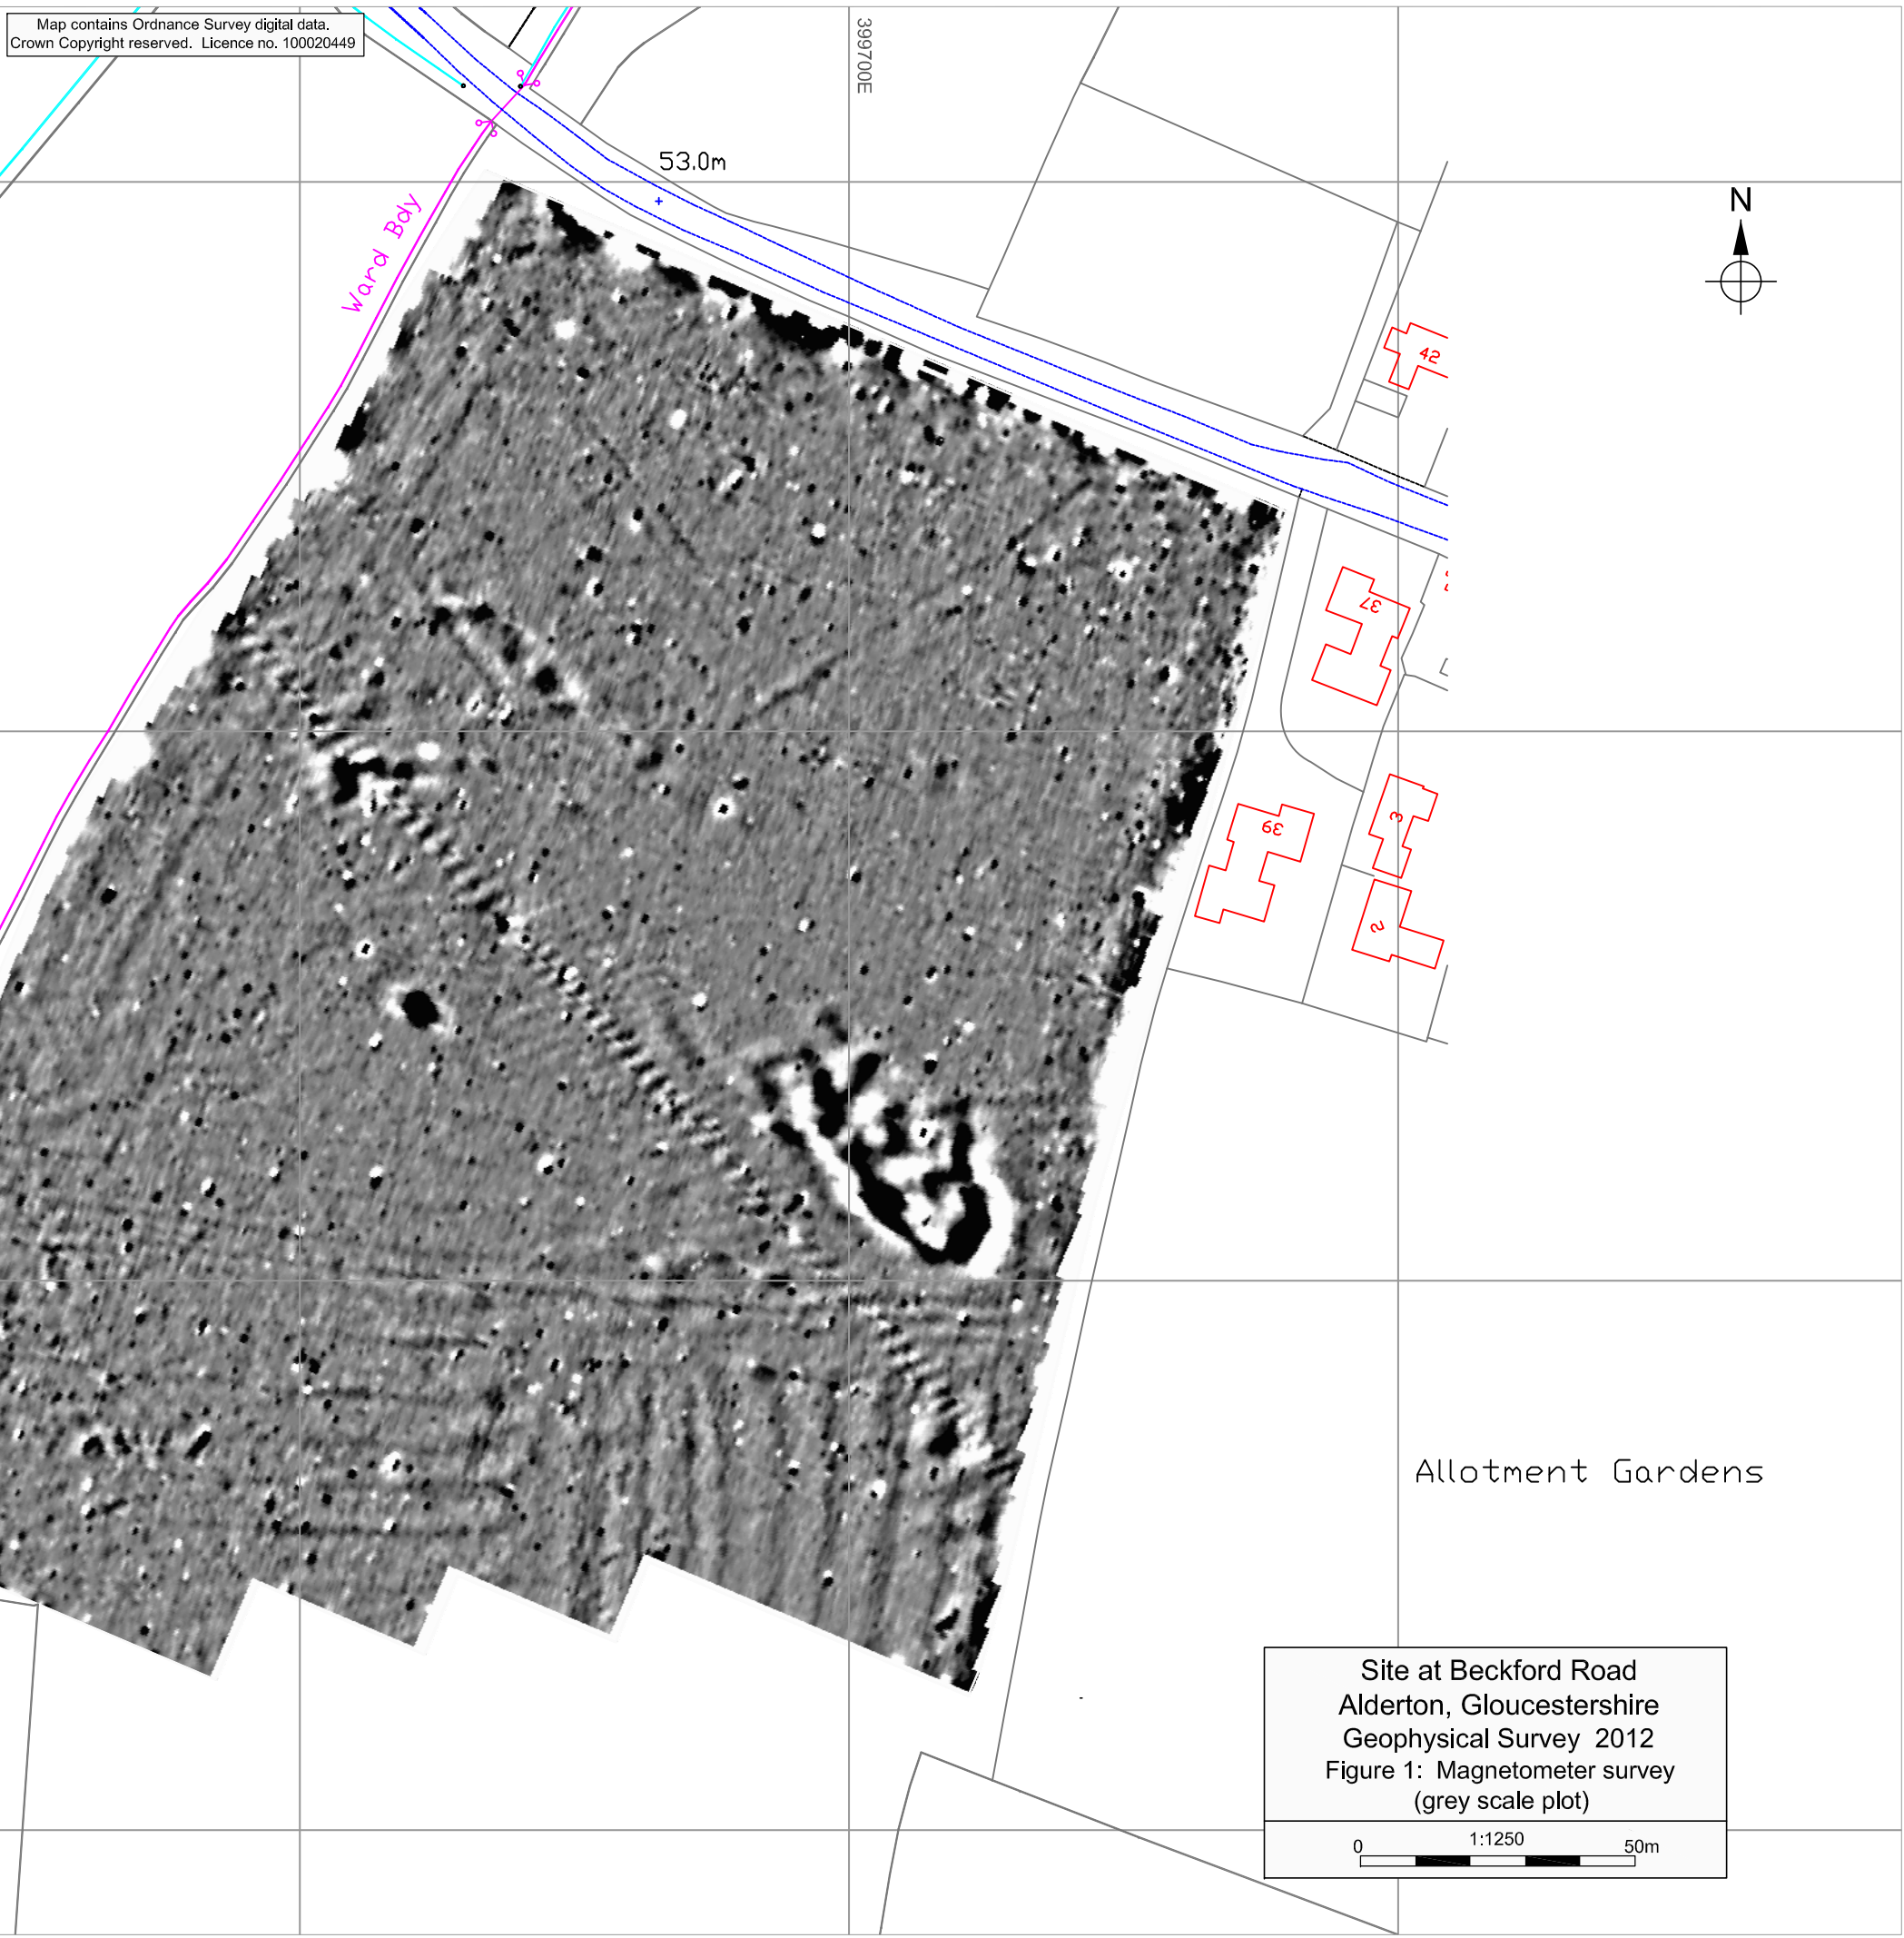 Map contains Ordnance Survey digital data.
Crown Copyright reserved. Licence no. 100020449
399700E
53.0m
Ward Bdy
N
42
37
39
3
2
Allotment Gardens
Site at Beckford Road
Alderton, Gloucestershire
Geophysical Survey 2012
Figure 1: Magnetometer survey
(grey scale plot)
0 1:1250 50m